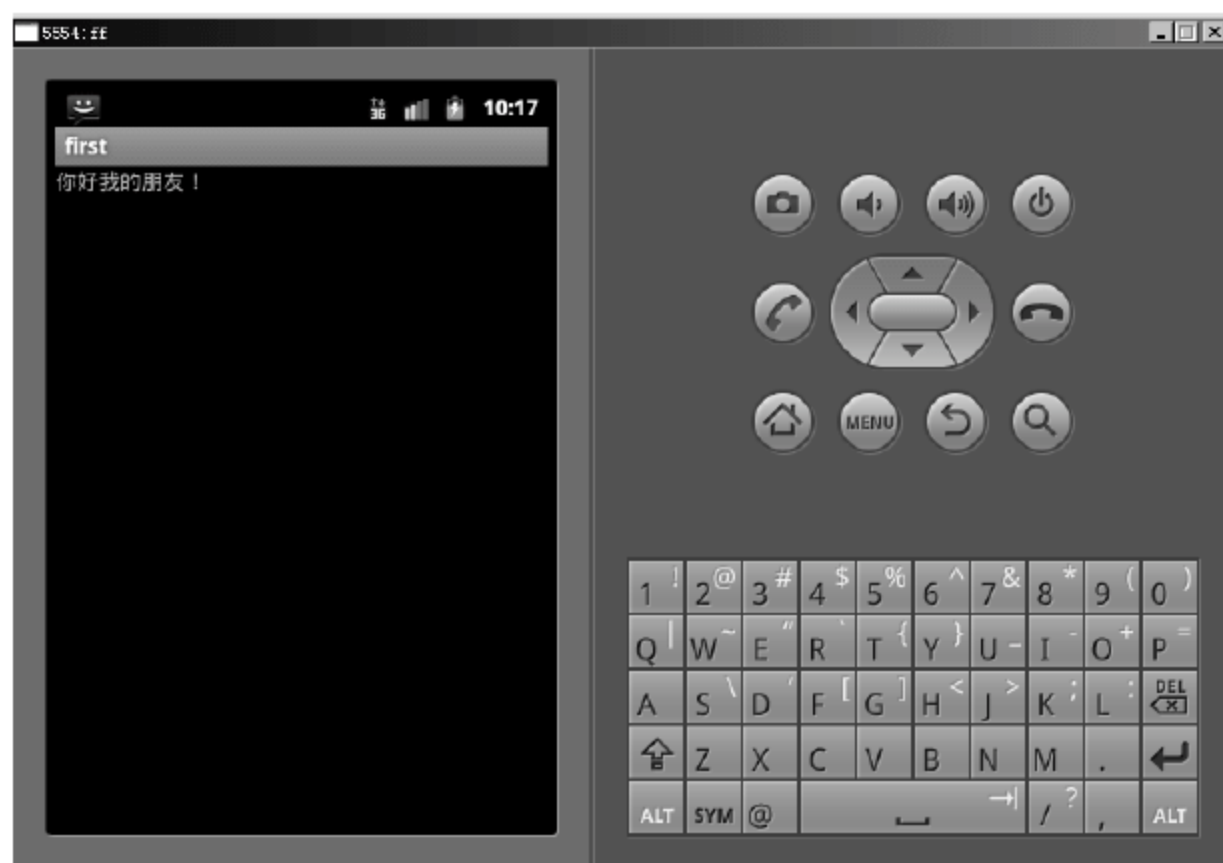 5554:ff
3G 10:17
first
你好我的朋友！
MENU
1 ! 2 @ 3 # 4 $ 5 % 6 ^ 7 & 8 * 9 ( 0 )
Q | W ~ E " R ` T { Y } U _ I - O + P =
A S \ D ' F [ G ] H < J > K ; L : DEL
Z X C V B N M .
ALT SYM @ / ? , ALT